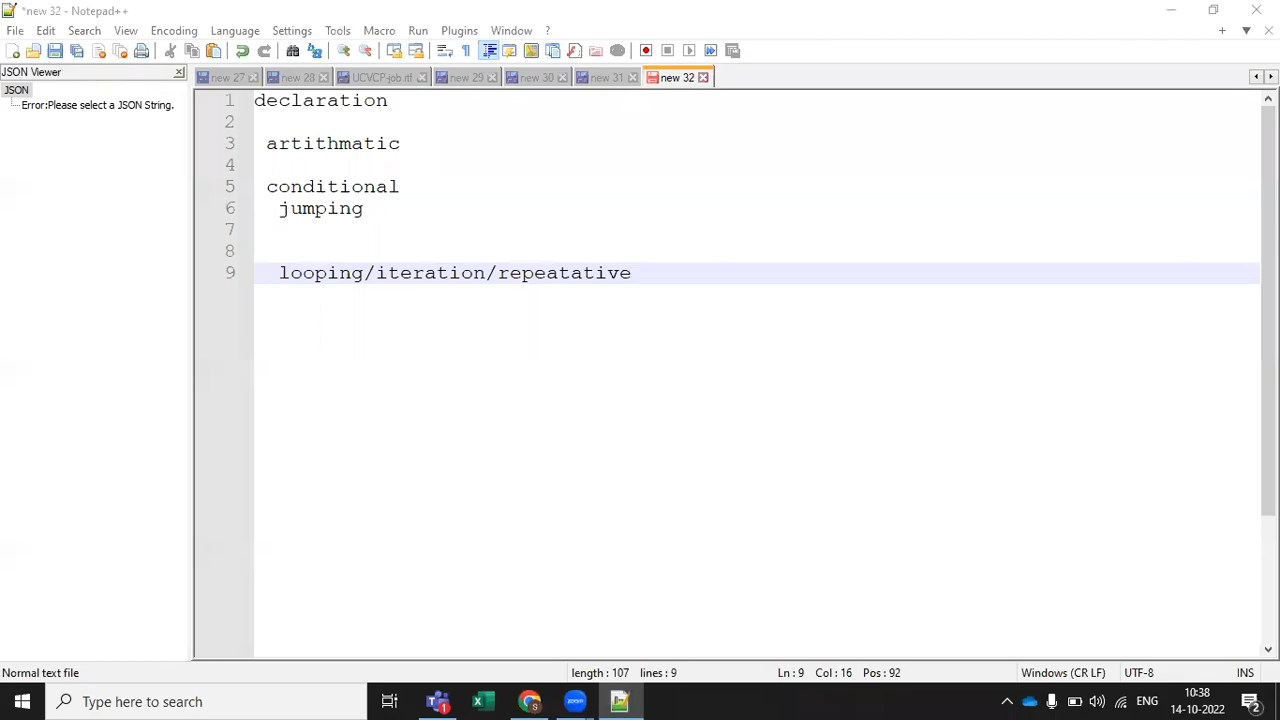 *new 32 - Notepad++
File Edit Search View Encoding Language Settings Tools Macro Run Plugins Window ?
JSON Viewer
new 27 new 28 UCVCP-job.rtf new 29 new 30 new 31 new 32
JSON
Error:Please select a JSON String.
1 declaration
2
3 artithmatic
4
5 conditional
6 jumping
7
8
9 looping/iteration/repeatative
Normal text file length : 107 lines : 9 Ln : 9 Col : 16 Pos : 92 Windows (CR LF) UTF-8 INS
Type here to search
1
zoom
ENG
10:38
14-10-2022
2